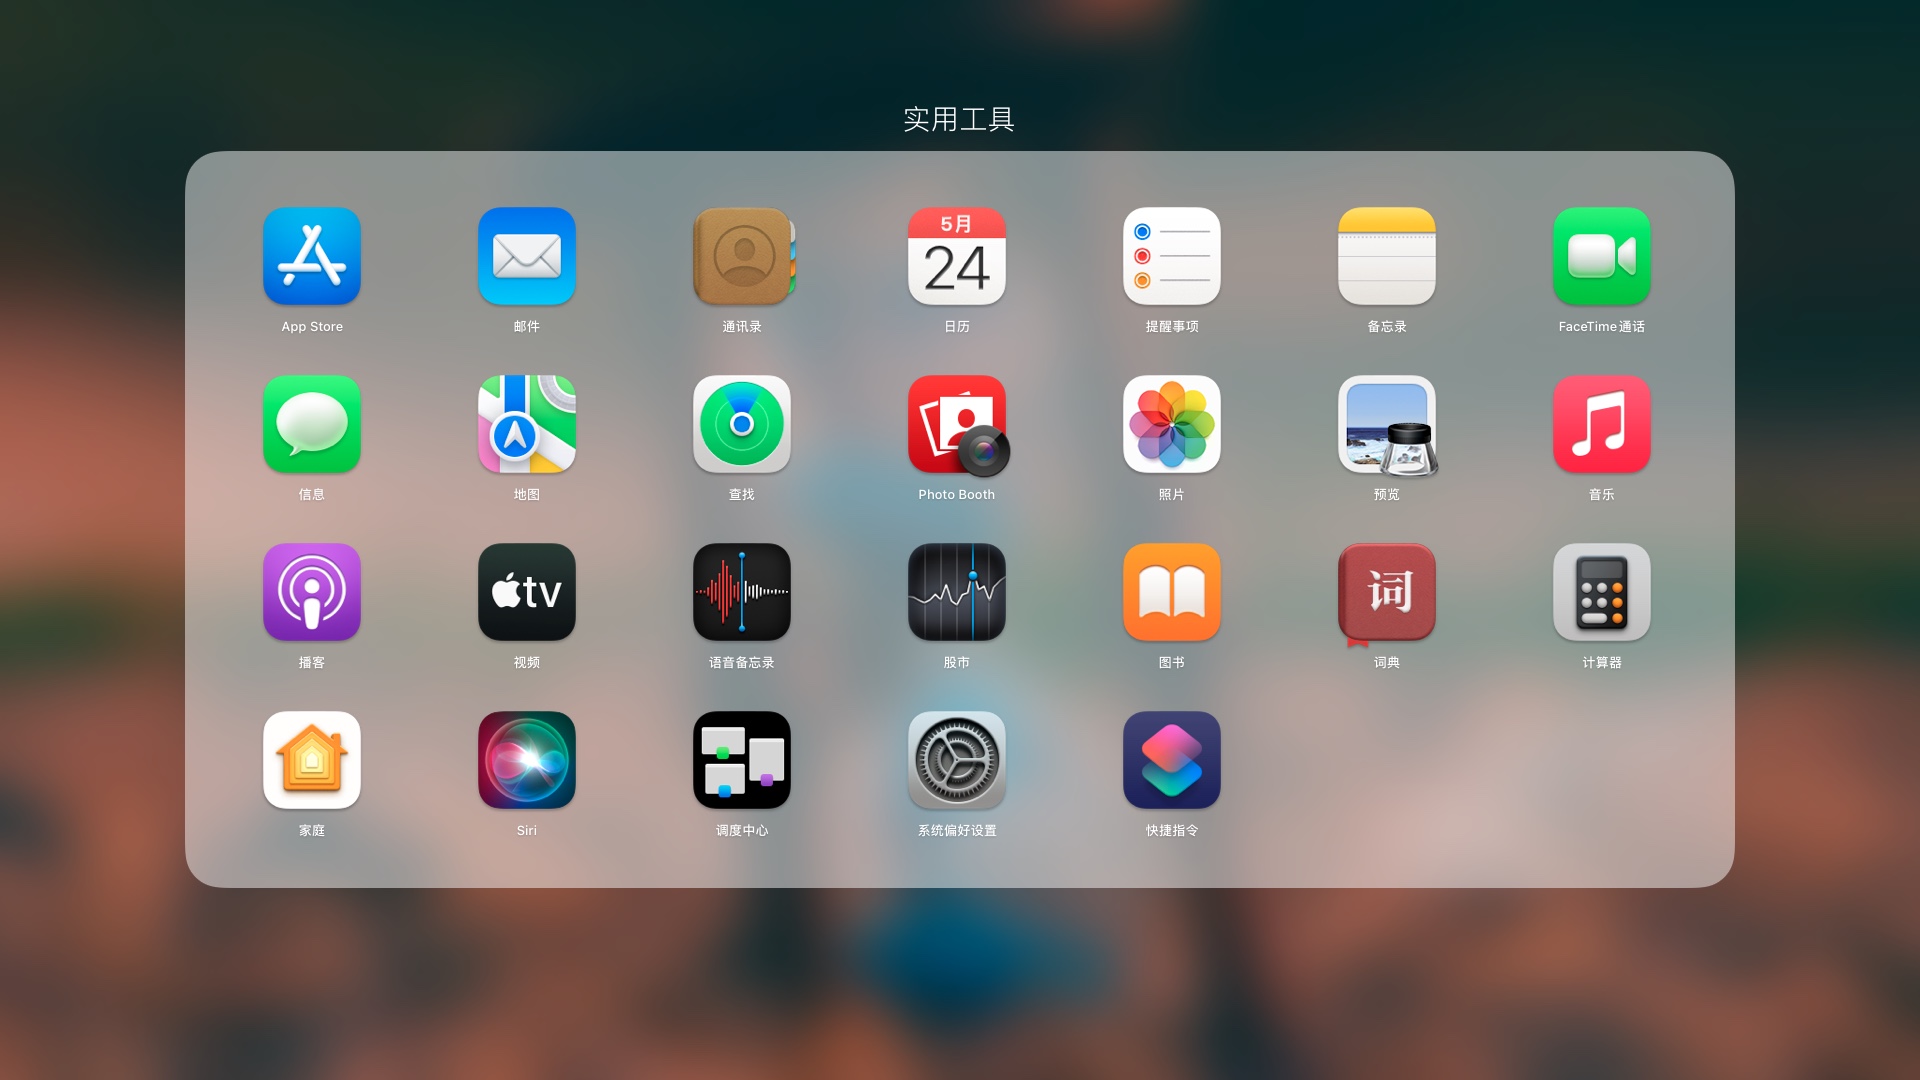 实用工具
5月
24
App Store
邮件
通讯录
日历
提醒事项
备忘录
FaceTime通话
信息
地图
查找
Photo Booth
照片
预览
音乐
tv
词
播客
视频
语音备忘录
股市
图书
词典
计算器
家庭
Siri
调度中心
系统偏好设置
快捷指令